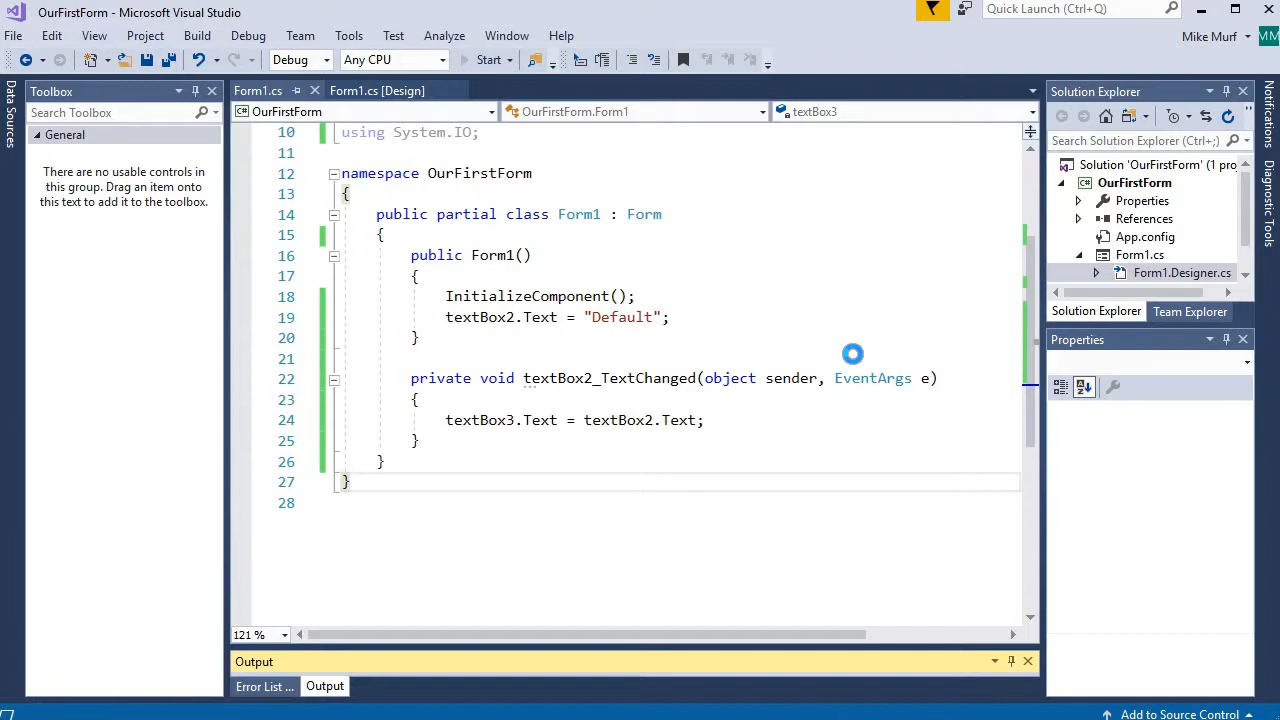 OurFirstForm - Microsoft Visual Studio
Quick Launch (Ctrl+Q)
File Edit View Project Build Debug Team Tools Test Analyze Window Help
Mike Murf
MM
Debug
Any CPU
Start
Data Sources
Toolbox
Search Toolbox
General
There are no usable controls in
this group. Drag an item onto
this text to add it to the toolbox.
Form1.cs
Form1.cs [Design]
OurFirstForm
OurFirstForm.Form1
textBox3
10 using System.IO;
11
12 namespace OurFirstForm
13 {
14 public partial class Form1 : Form
15 {
16 public Form1()
17 {
18 InitializeComponent();
19 textBox2.Text = "Default";
20 }
21
22 private void textBox2_TextChanged(object sender, EventArgs e)
23 {
24 textBox3.Text = textBox2.Text;
25 }
26 }
27 }
28
121 %
Output
Error List ...
Output
Solution Explorer
Search Solution Explorer (Ctrl+;)
Solution 'OurFirstForm' (1 pr
C# OurFirstForm
Properties
References
App.config
Form1.cs
Form1.Designer.cs
Solution Explorer
Team Explorer
Properties
Notifications
Diagnostic Tools
Add to Source Control